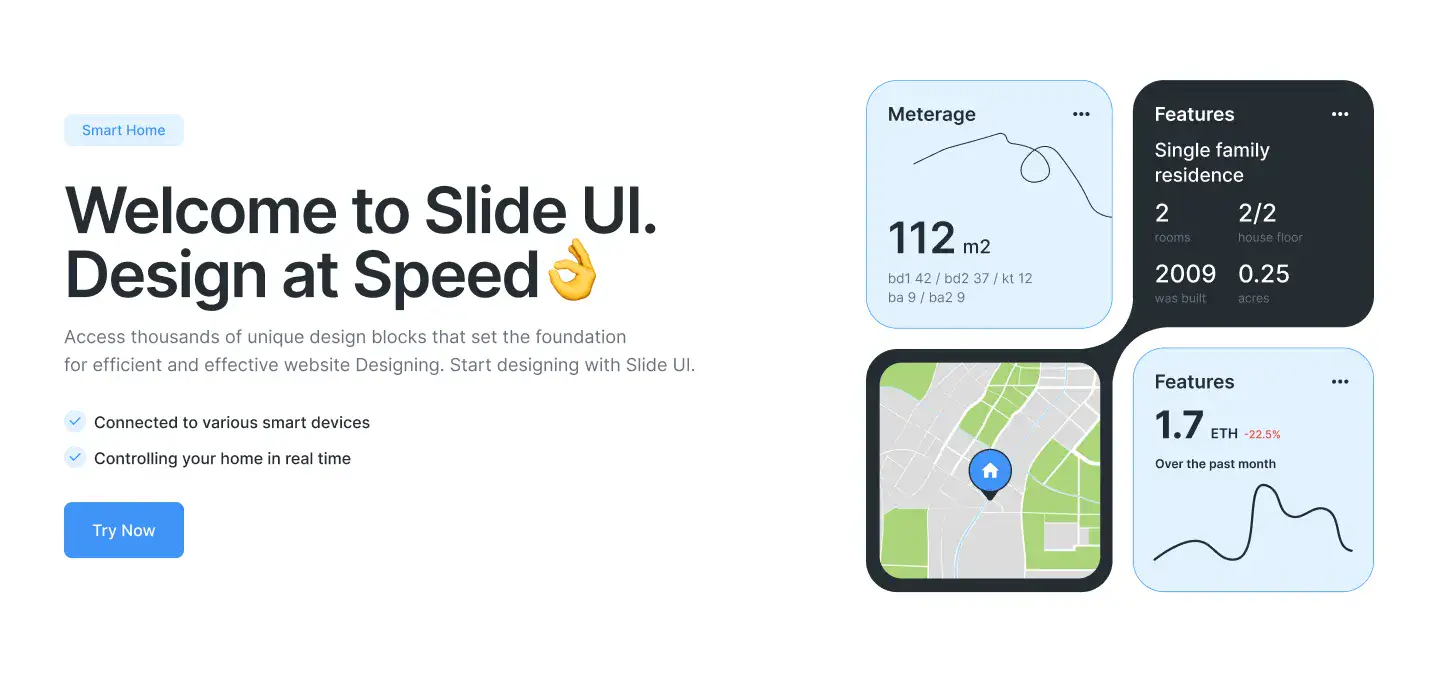 Smart Home
Welcome to Slide UI.
Design at Speed👌
Access thousands of unique design blocks that set the foundation
for efficient and effective website Designing. Start designing with Slide UI.
Connected to various smart devices
Controlling your home in real time
Try Now
Meterage
112 m2
bd1 42 / bd2 37 / kt 12
ba 9 / ba2 9
Features
Single family
residence
2 2/2
rooms house floor
2009 0.25
was built acres
Features
1.7 ETH -22.5%
Over the past month